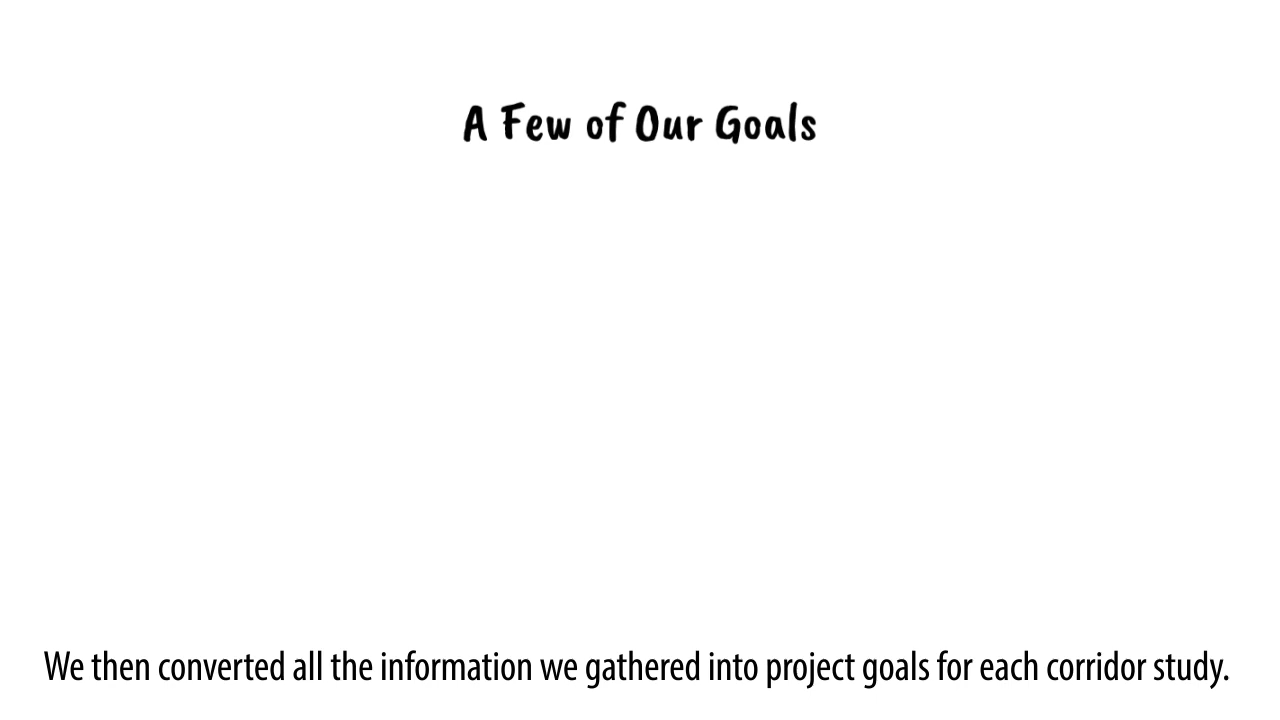 A Few of Our Goals
We then converted all the information we gathered into project goals for each corridor study.